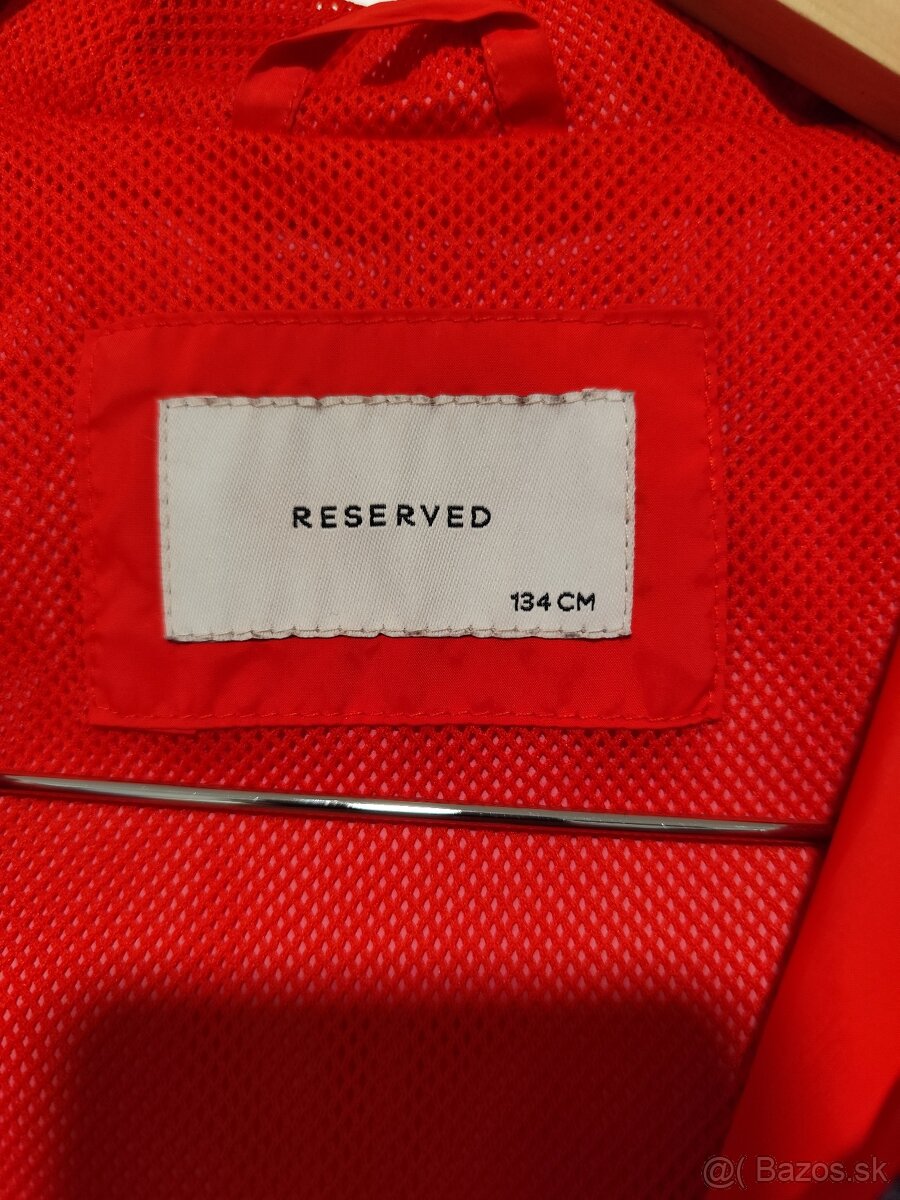 RESERVED
134 CM
@( Bazos.sk